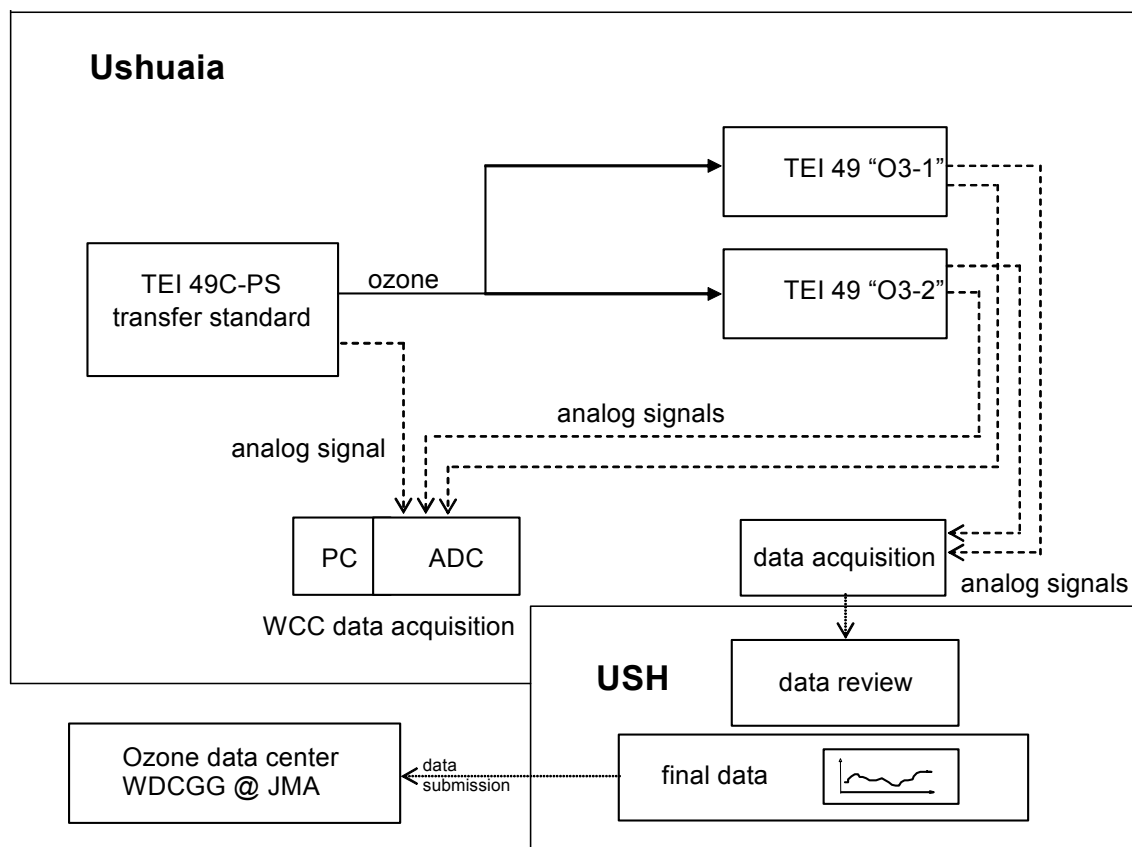 Ushuaia
TEI 49 “O3-1”
TEI 49C-PS
transfer standard
ozone
TEI 49 “O3-2”
analog signals
analog signal
PC
ADC
data acquisition
analog signals
WCC data acquisition
USH
data review
Ozone data center
WDCGG @ JMA
data
submission
final data